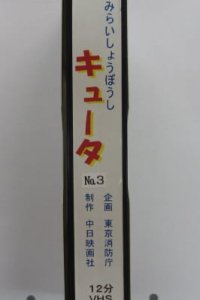 みらいしょうぼうし
キュータ
No.3
企画 東京消防庁
制作 中日映画社
12分
VHS